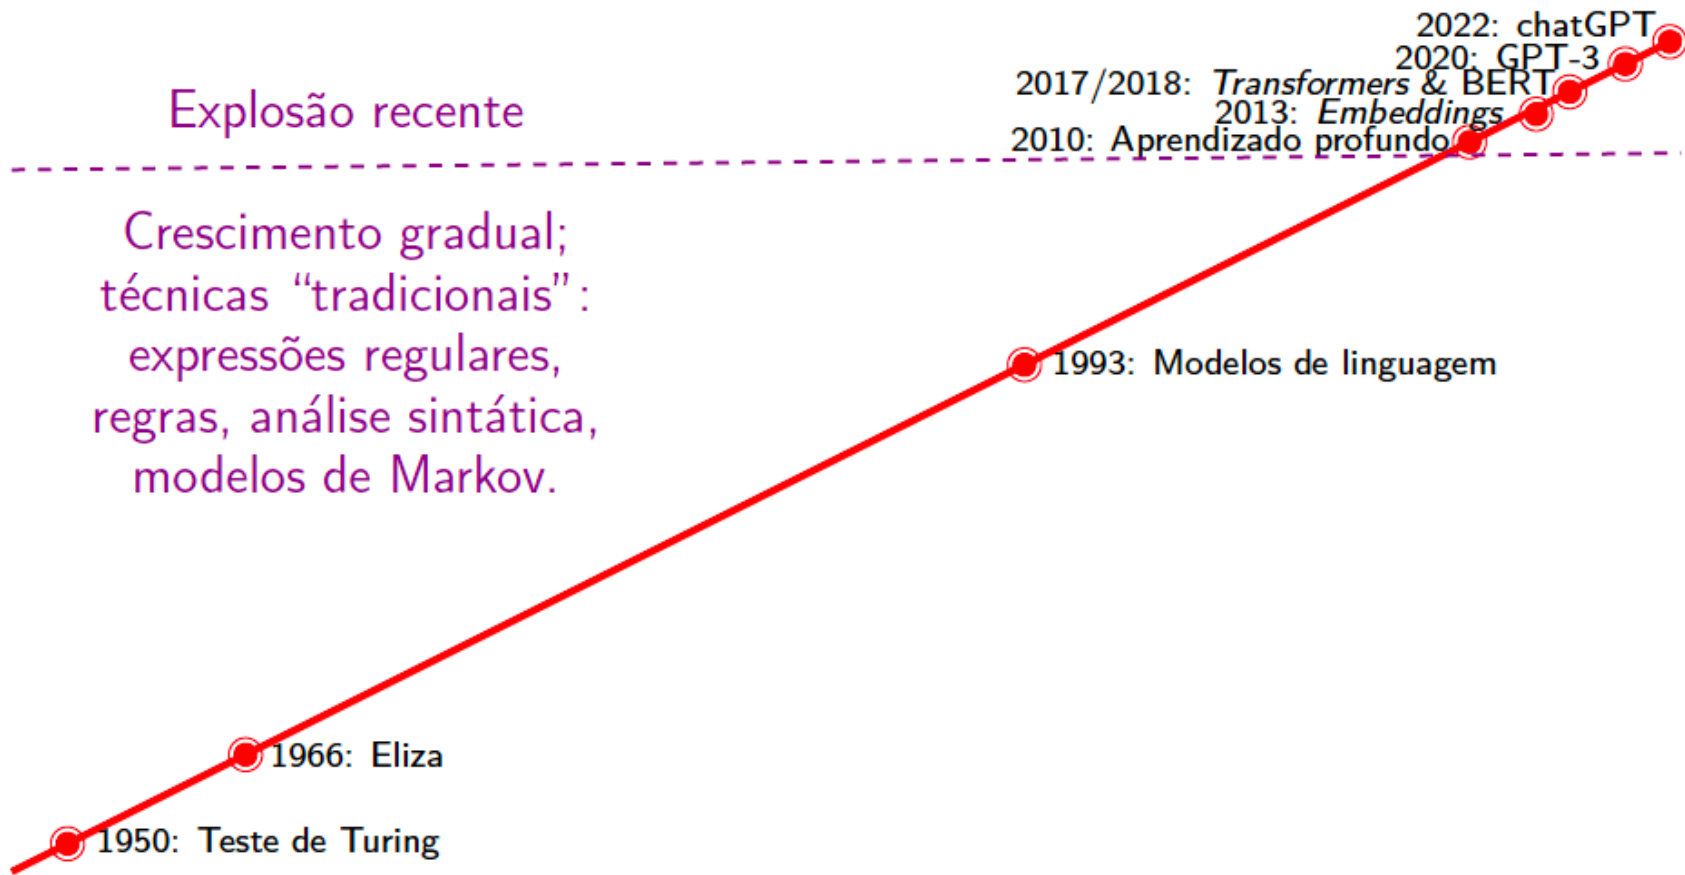 2022: chatGPT
2020: GPT-3
2017/2018: Transformers & BERT
2013: Embeddings
2010: Aprendizado profundo
Explosão recente
Crescimento gradual;
técnicas “tradicionais”:
expressões regulares,
regras, análise sintática,
modelos de Markov.
1993: Modelos de linguagem
1966: Eliza
1950: Teste de Turing